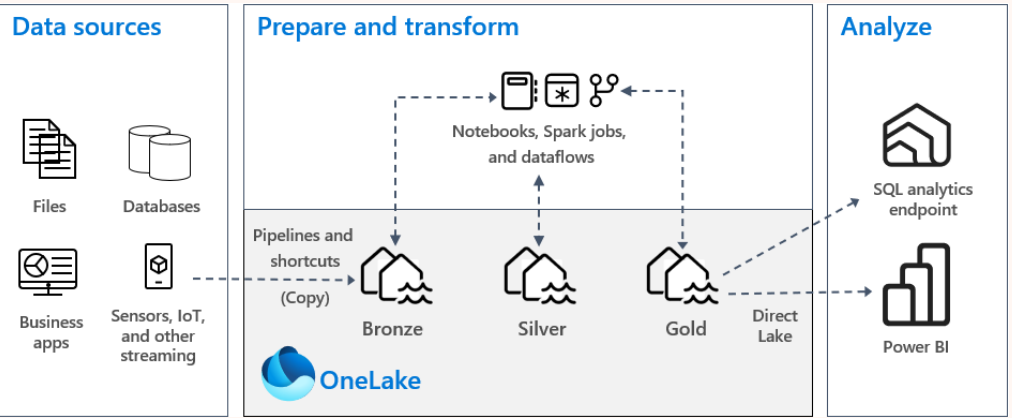 Data sources
Files
Databases
Business
apps
Sensors, IoT,
and other
streaming
Prepare and transform
Notebooks, Spark jobs,
and dataflows
Pipelines and
shortcuts
(Copy)
Bronze
Silver
Gold
Direct
Lake
OneLake
Analyze
SQL analytics
endpoint
Power BI